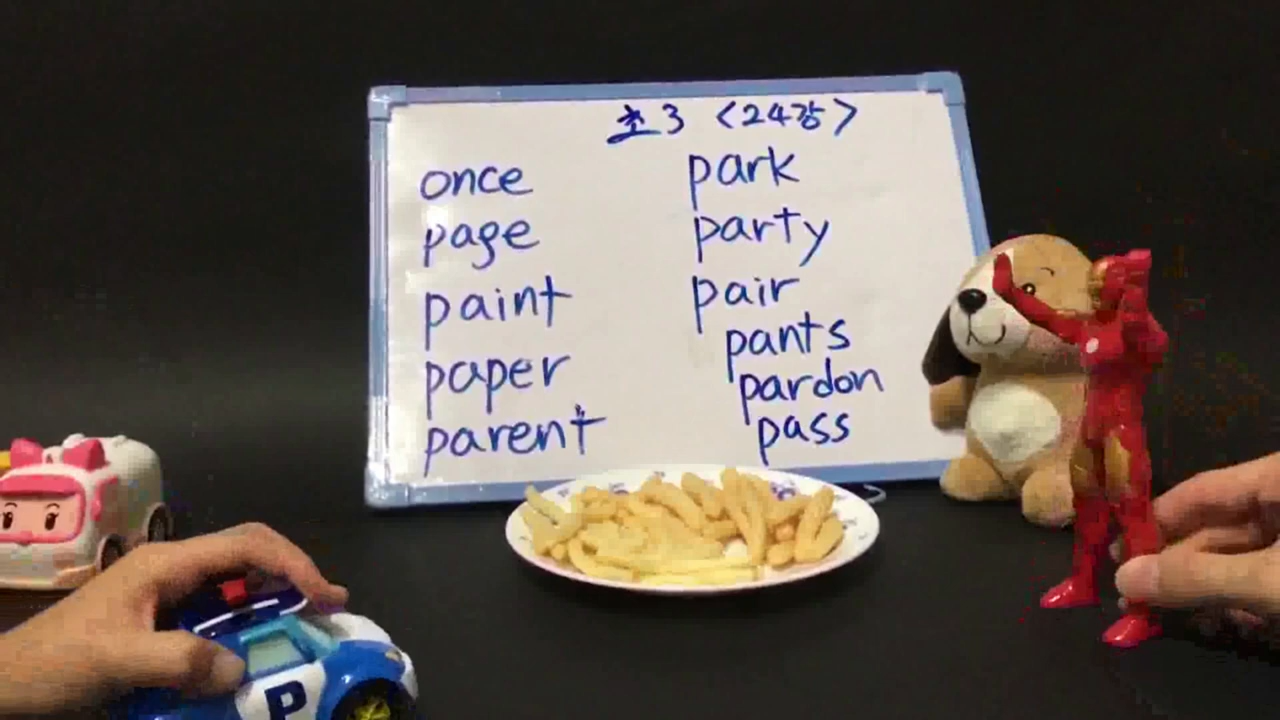 초3 <24강>
once
page
paint
paper
parent
park
party
pair
pants
pardon
pass
P